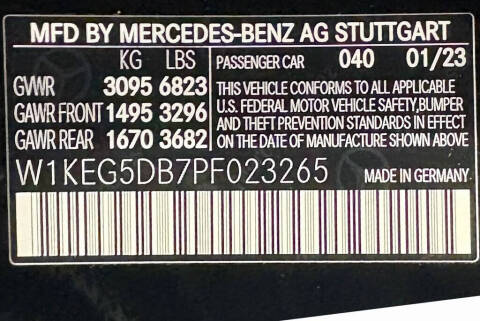 MFD BY MERCEDES-BENZ AG STUTTGART
KG LBS
GVWR 3095 6823
GAWR FRONT 1495 3296
GAWR REAR 1670 3682
PASSENGER CAR 040 01/23
THIS VEHICLE CONFORMS TO ALL APPLICABLE
U.S. FEDERAL MOTOR VEHICLE SAFETY,BUMPER
AND THEFT PREVENTION STANDARDS IN EFFECT
ON THE DATE OF MANUFACTURE SHOWN ABOVE
W1KEG5DB7PF023265 MADE IN GERMANY